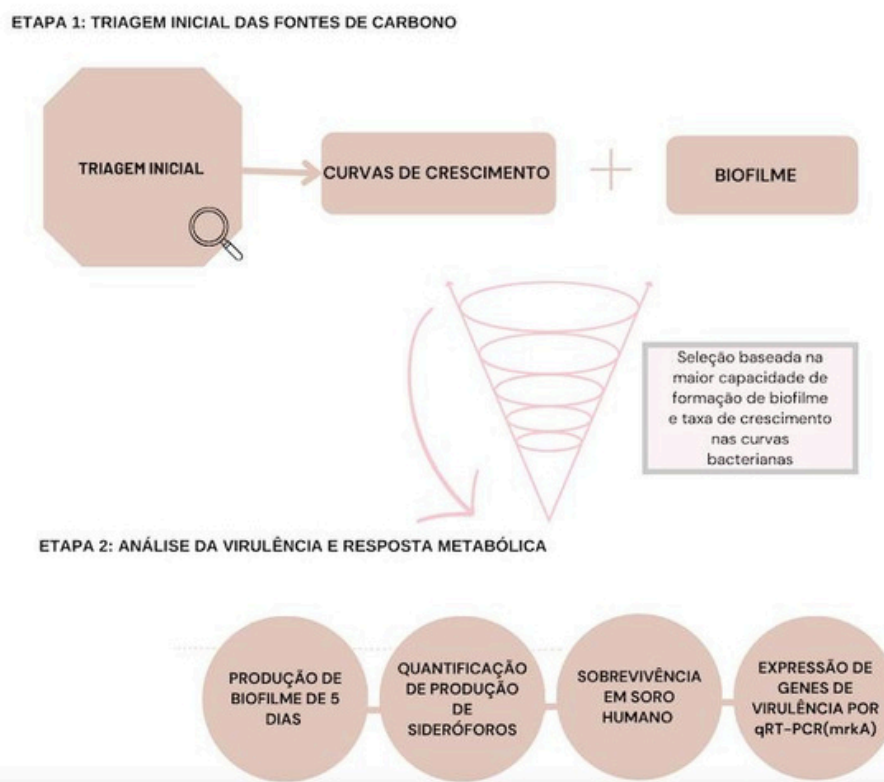 ETAPA 1: TRIAGEM INICIAL DAS FONTES DE CARBONO
TRIAGEM INICIAL
CURVAS DE CRESCIMENTO
+
BIOFILME
Seleção baseada na
maior capacidade de
formação de biofilme
e taxa de crescimento
nas curvas
bacterianas
ETAPA 2: ANÁLISE DA VIRULÊNCIA E RESPOSTA METABÓLICA
PRODUÇÃO DE
BIOFILME DE 5
DIAS
QUANTIFICAÇÃO
DE PRODUÇÃO
DE
SIDERÓFOROS
SOBREVIVÊNCIA
EM SORO
HUMANO
EXPRESSÃO DE
GENES DE
VIRULÊNCIA POR
qRT-PCR(mrkA)